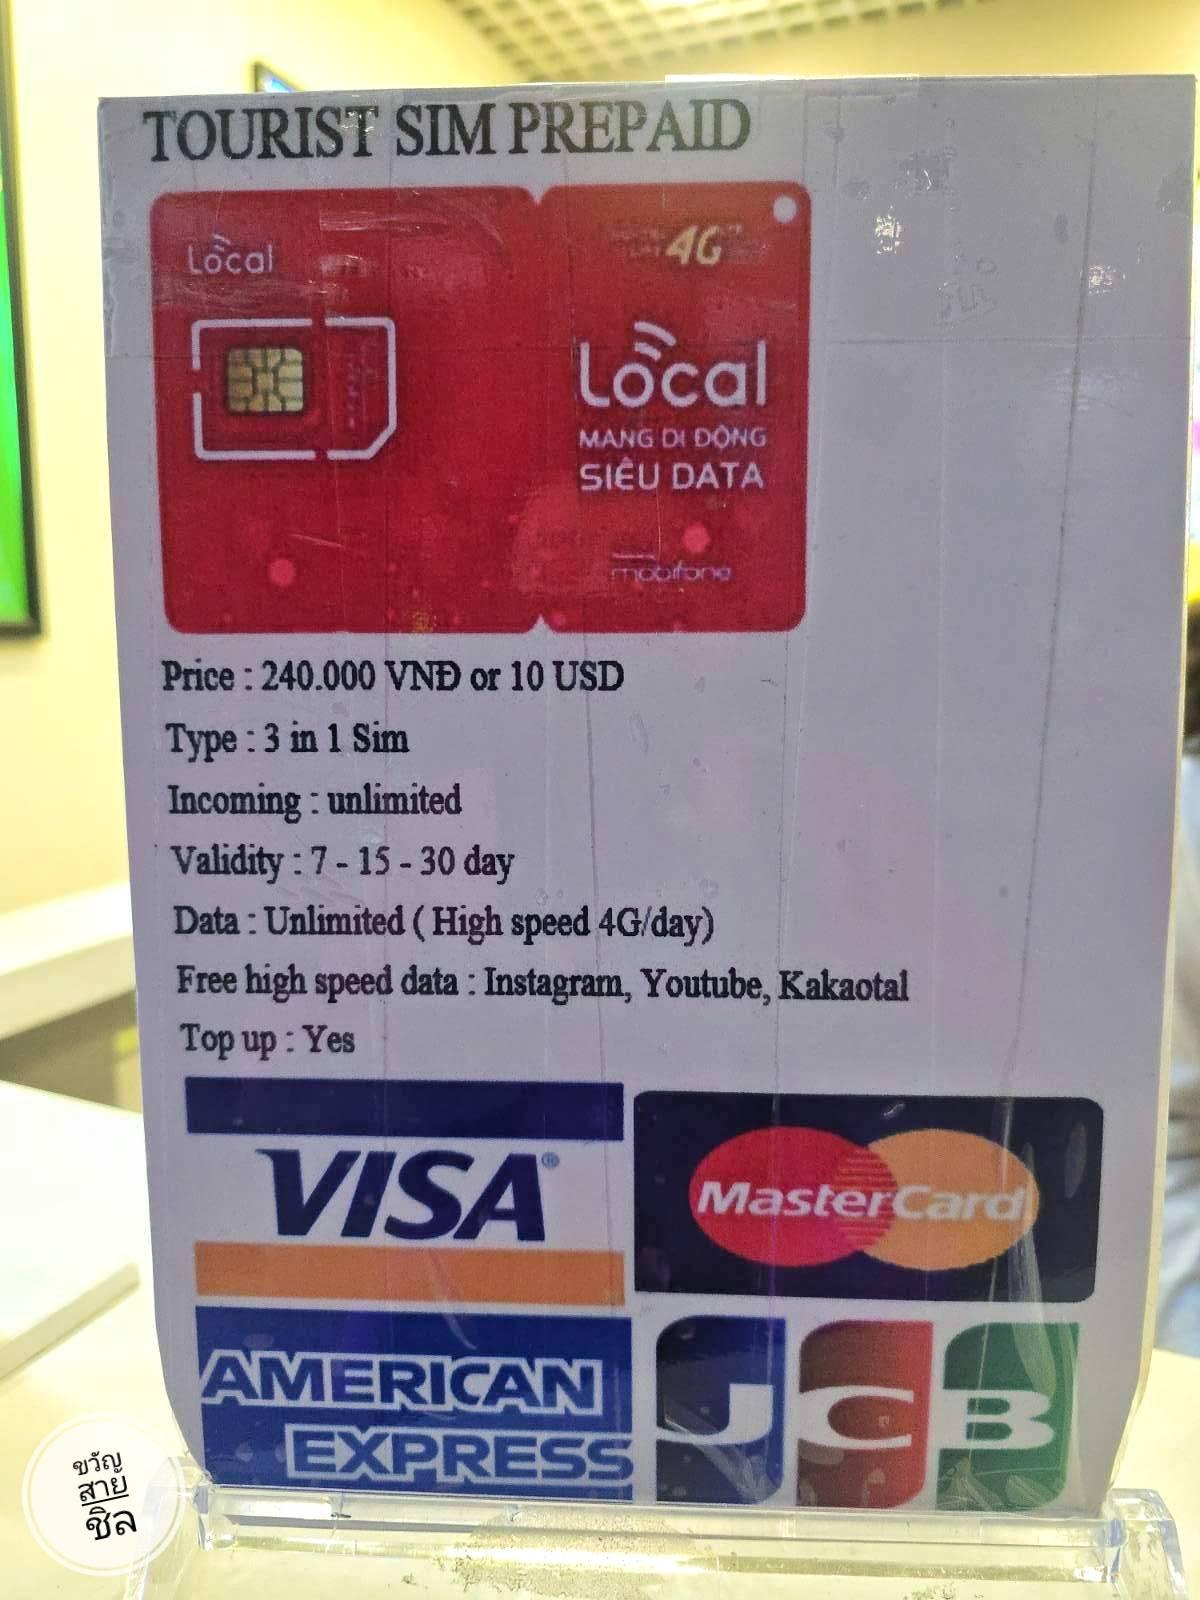 TOURIST SIM PREPAID
Local
4G
Local
MẠNG DI ĐỘNG
SIÊU DATA
mobifone
Price : 240.000 VNĐ or 10 USD
Type : 3 in 1 Sim
Incoming : unlimited
Validity : 7 - 15 - 30 day
Data : Unlimited ( High speed 4G/day)
Free high speed data : Instagram, Youtube, Kakaotal
Top up : Yes
VISA®
MasterCard
AMERICAN
EXPRESS
JCB
ขวัญ
สาย
ชิล